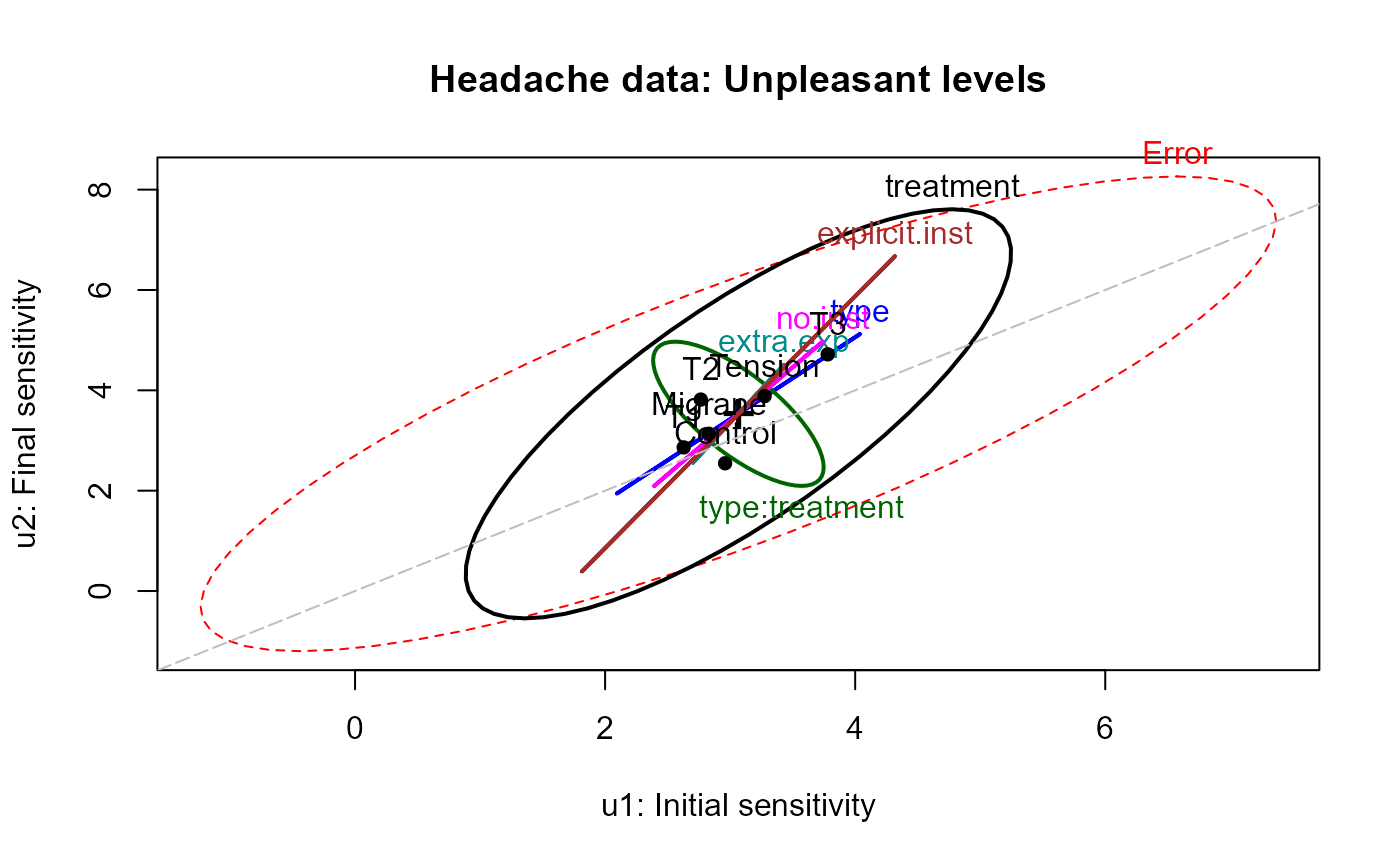 Headache data: Unpleasant levels
Error
treatment
explicit.inst
type
no.inst
T3
extra.exp
Tension
T2
Migrane
T1
Control
type:treatment
u2: Final sensitivity
8
6
4
2
0
0
2
4
6
u1: Initial sensitivity